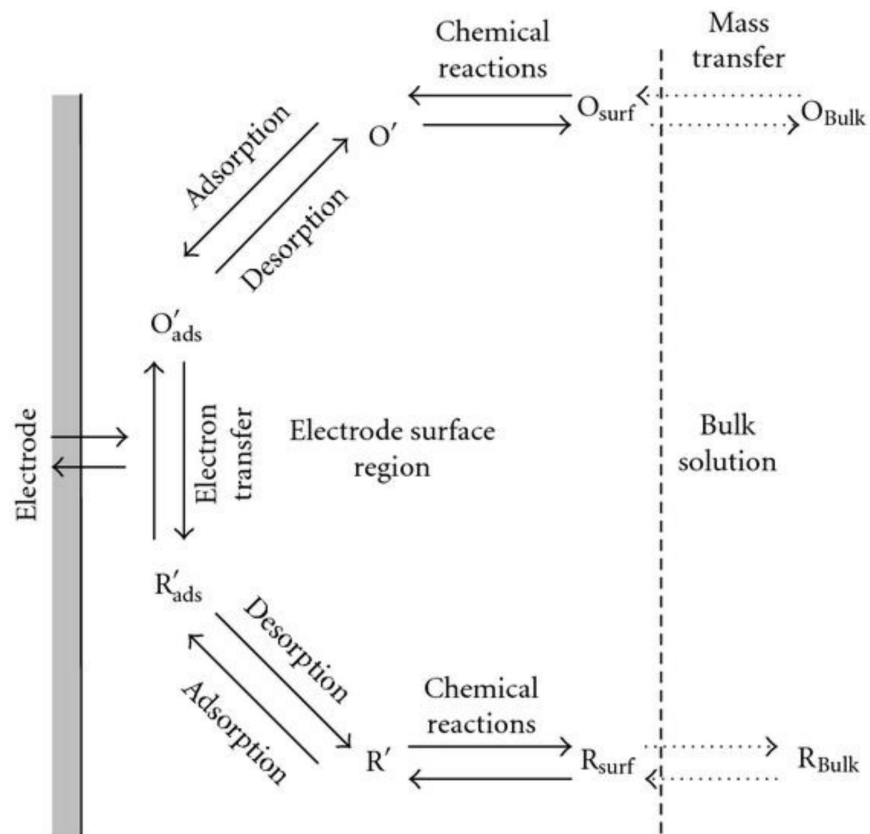 Chemical
reactions
Mass
transfer
O′
O_surf
O_Bulk
Adsorption
Desorption
O′_ads
Electrode
Electron
transfer
Electrode surface
region
Bulk
solution
R′_ads
Desorption
Adsorption
Chemical
reactions
R′
R_surf
R_Bulk